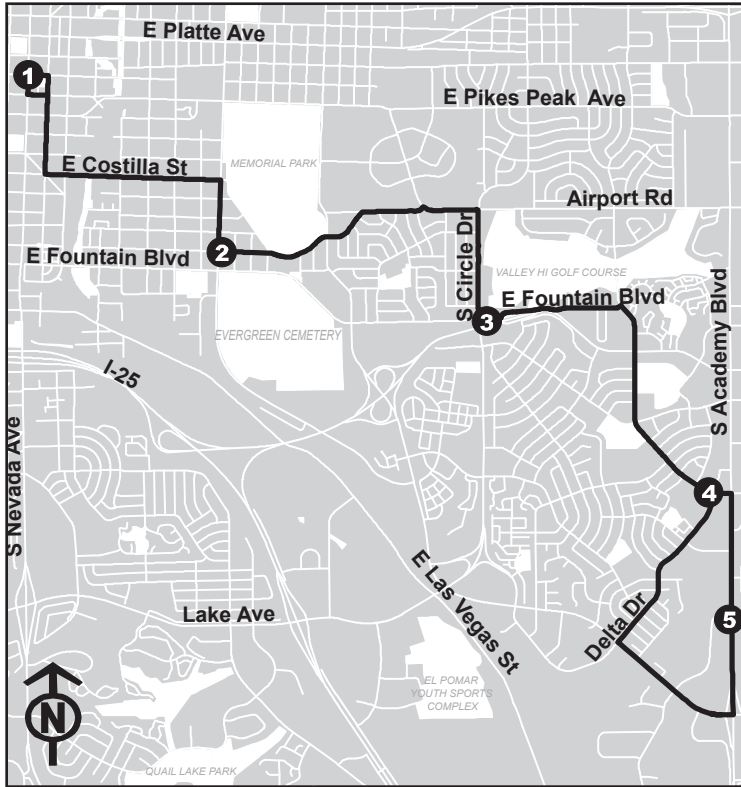 E Platte Ave
1
E Pikes Peak Ave
E Costilla St
MEMORIAL PARK
Airport Rd
S Circle Dr
2
E Fountain Blvd
VALLEY HI GOLF COURSE
E Fountain Blvd
S Academy Blvd
3
EVERGREEN CEMETERY
I-25
S Nevada Ave
4
E Las Vegas St
Delta Dr
Lake Ave
5
EL POMAR
YOUTH SPORTS
COMPLEX
N
QUAIL LAKE PARK